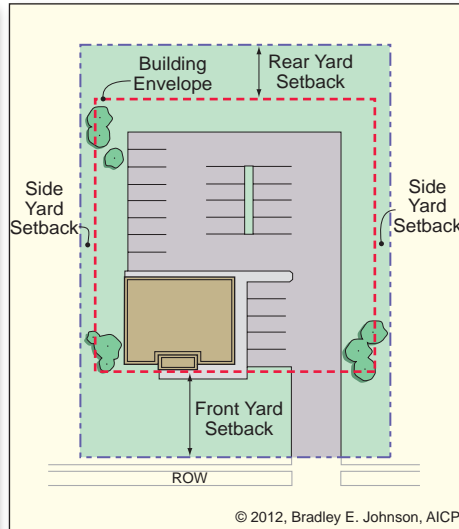 Building
Envelope
Rear Yard
Setback
Side
Yard
Setback
Side
Yard
Setback
Front Yard
Setback
ROW
© 2012, Bradley E. Johnson, AICP